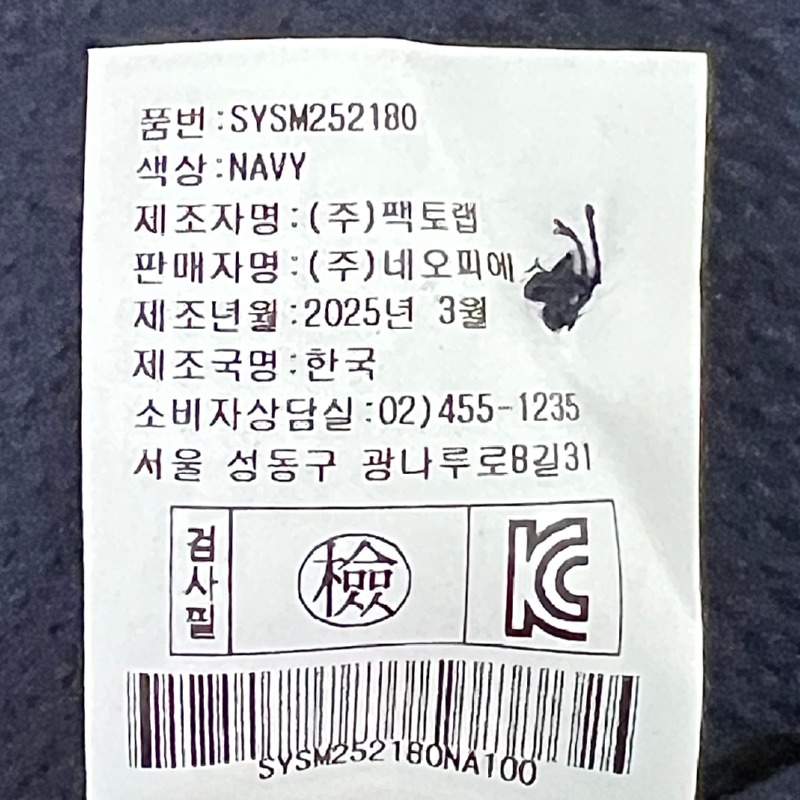 품번:SYSM252180
색상:NAVY
제조자명:(주)팩토랩
판매자명:(주)네오피에스
제조년월:2025년 3월
제조국명:한국
소비자상담실:02)455-1235
서울 성동구 광나루로8길31
검사필
檢
KC
SYSM252180NA100